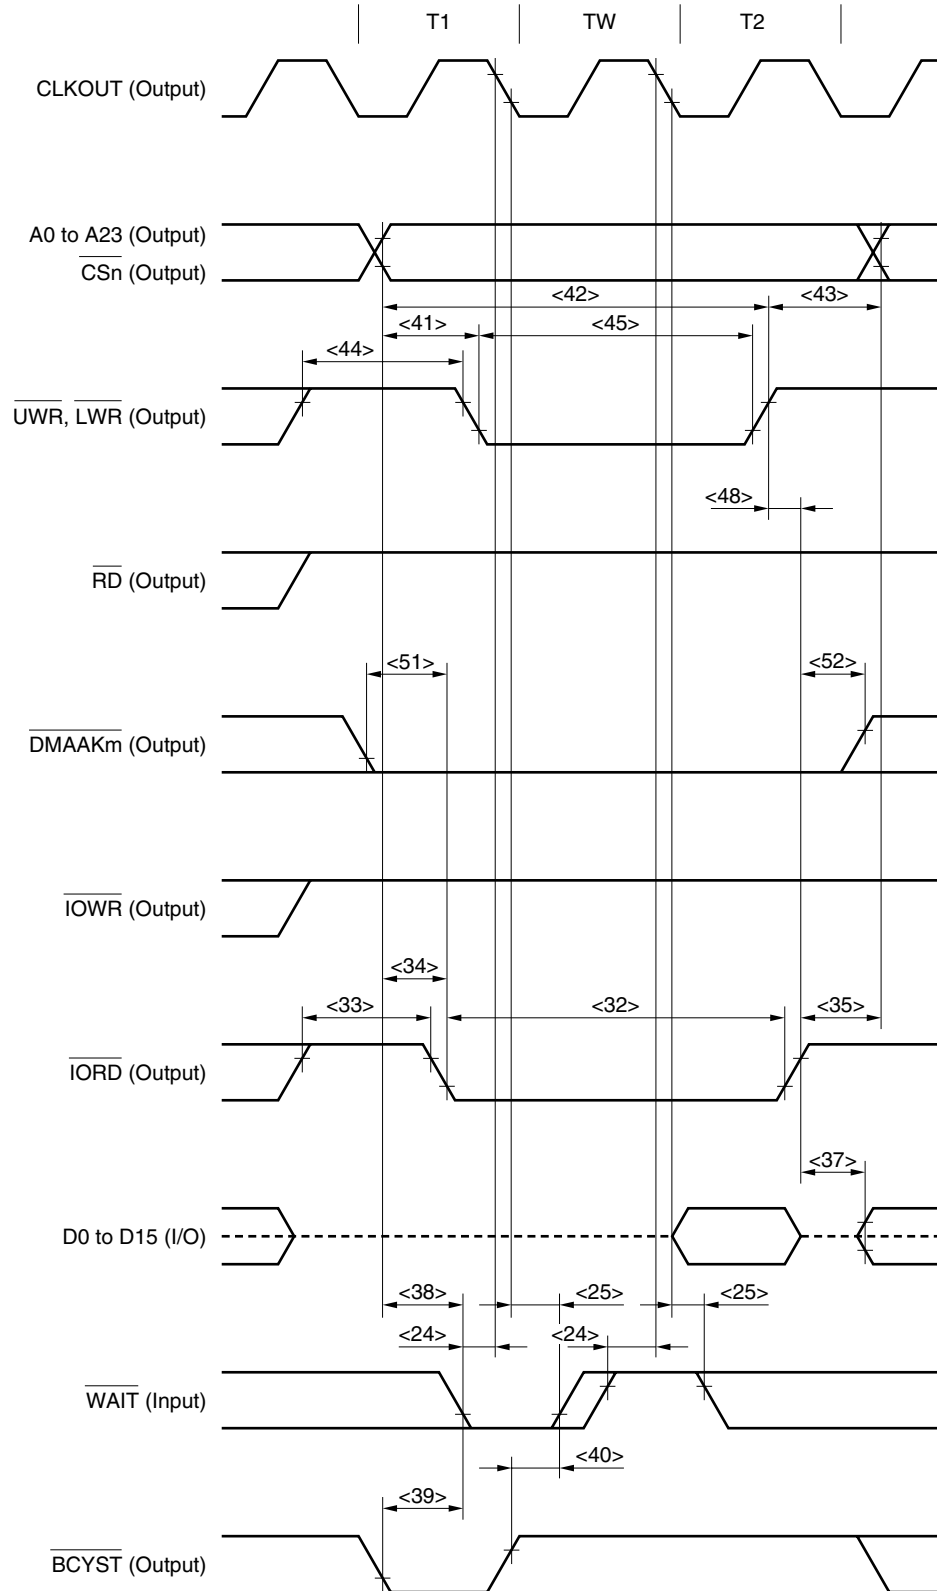 T1 TW T2
CLKOUT (Output)
A0 to A23 (Output)
CSn (Output)
<42> <43>
<41> <45>
<44>
UWR, LWR (Output)
<48>
RD (Output)
<51> <52>
DMAAKm (Output)
IOWR (Output)
<34>
<33> <32> <35>
IORD (Output)
<37>
D0 to D15 (I/O)
<38> <25> <25>
<24> <24>
WAIT (Input)
<40>
<39>
BCYST (Output)